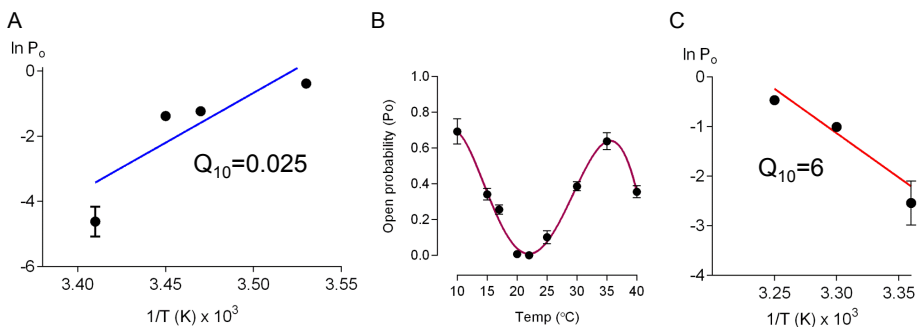 A
ln Po
0
-2
-4
-6
3.40
3.45
3.50
3.55
1/T (K) x 10³
Q10=0.025
B
Open probability (Po)
1.0
0.8
0.6
0.4
0.2
0.0
10
15
20
25
30
35
40
Temp (°C)
C
ln Po
0
-1
-2
-3
-4
3.25
3.30
3.35
1/T (K) x 10³
Q10=6